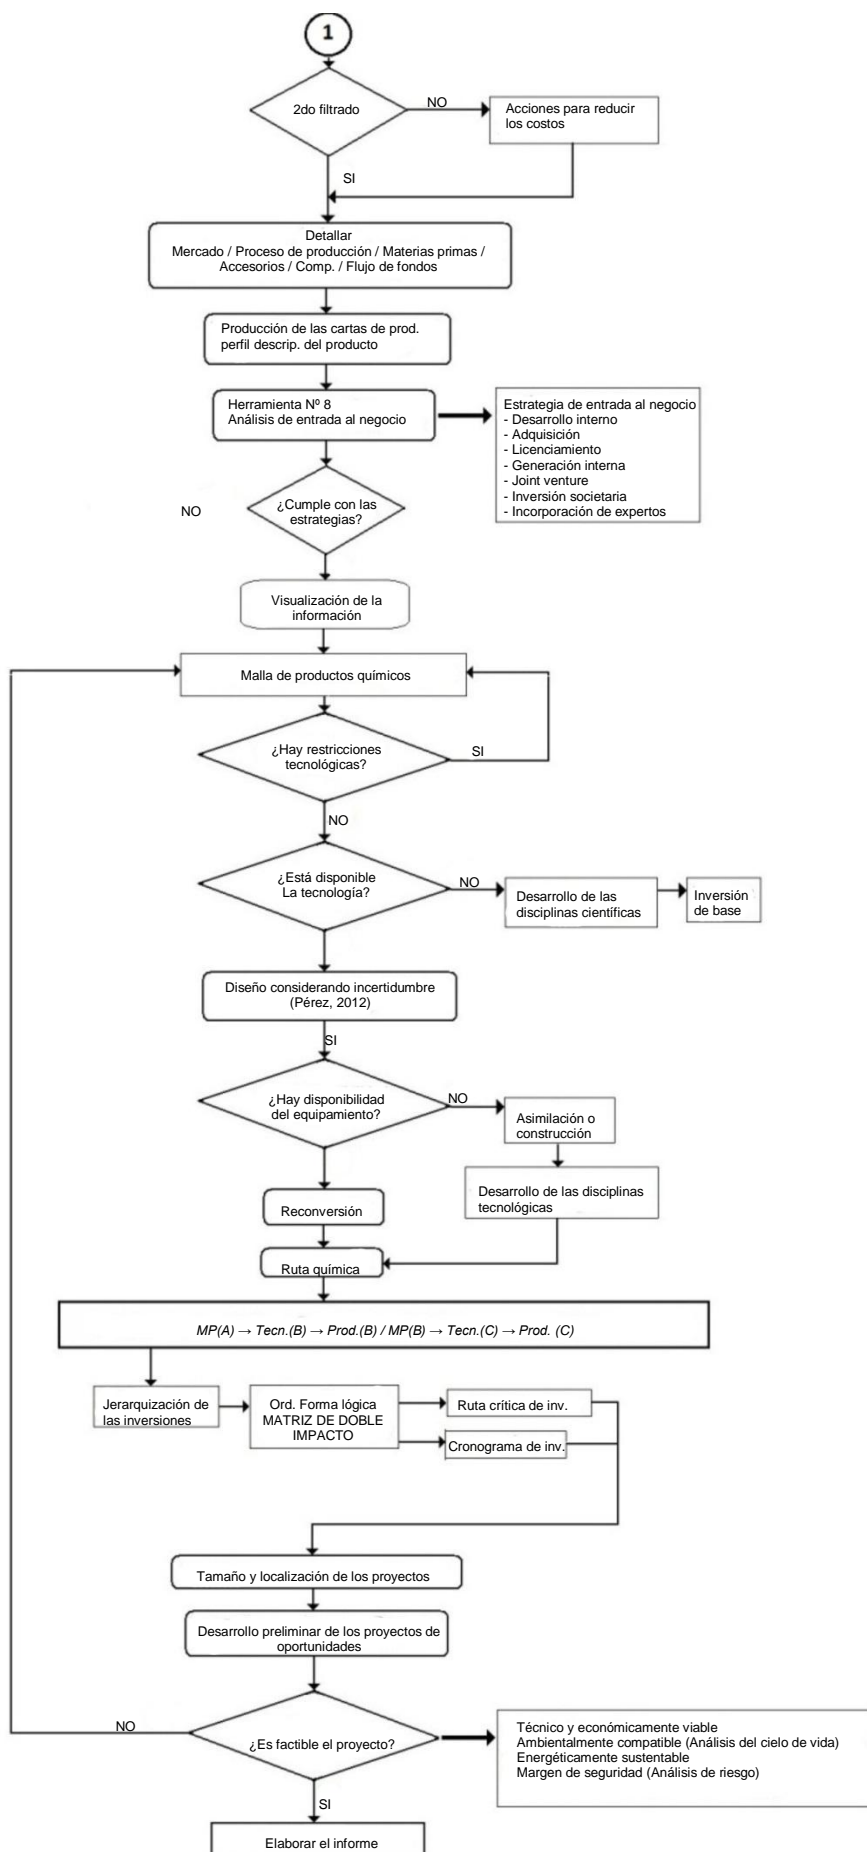 1
2do filtrado
NO
Acciones para reducir
los costos
SI
Detallar
Mercado / Proceso de producción / Materias primas /
Accesorios / Comp. / Flujo de fondos
Producción de las cartas de prod.
perfil descrip. del producto
Herramienta Nº 8
Análisis de entrada al negocio
Estrategia de entrada al negocio
- Desarrollo interno
- Adquisición
- Licenciamiento
- Generación interna
- Joint venture
- Inversión societaria
- Incorporación de expertos
¿Cumple con las
estrategias?
NO
Visualización de la
información
Malla de productos químicos
¿Hay restricciones
tecnológicas?
SI
NO
¿Está disponible
La tecnología?
NO
Desarrollo de las
disciplinas científicas
Inversión
de base
Diseño considerando incertidumbre
(Pérez, 2012)
SI
¿Hay disponibilidad
del equipamiento?
NO
Asimilación o
construcción
Desarrollo de las disciplinas
tecnológicas
Reconversión
Ruta química
MP(A) → Tecn.(B) → Prod.(B) / MP(B) → Tecn.(C) → Prod. (C)
Jerarquización de
las inversiones
Ord. Forma lógica
MATRIZ DE DOBLE
IMPACTO
Ruta crítica de inv.
Cronograma de inv.
Tamaño y localización de los proyectos
Desarrollo preliminar de los proyectos de
oportunidades
NO
¿Es factible el proyecto?
Técnico y económicamente viable
Ambientalmente compatible (Análisis del cielo de vida)
Energéticamente sustentable
Margen de seguridad (Análisis de riesgo)
SI
Elaborar el informe